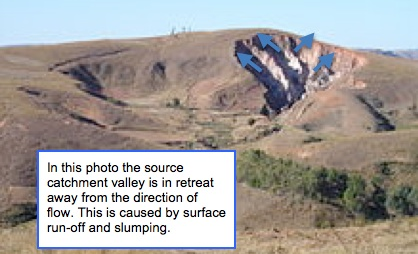 In this photo the source
catchment valley is in retreat
away from the direction of
flow. This is caused by surface
run-off and slumping.